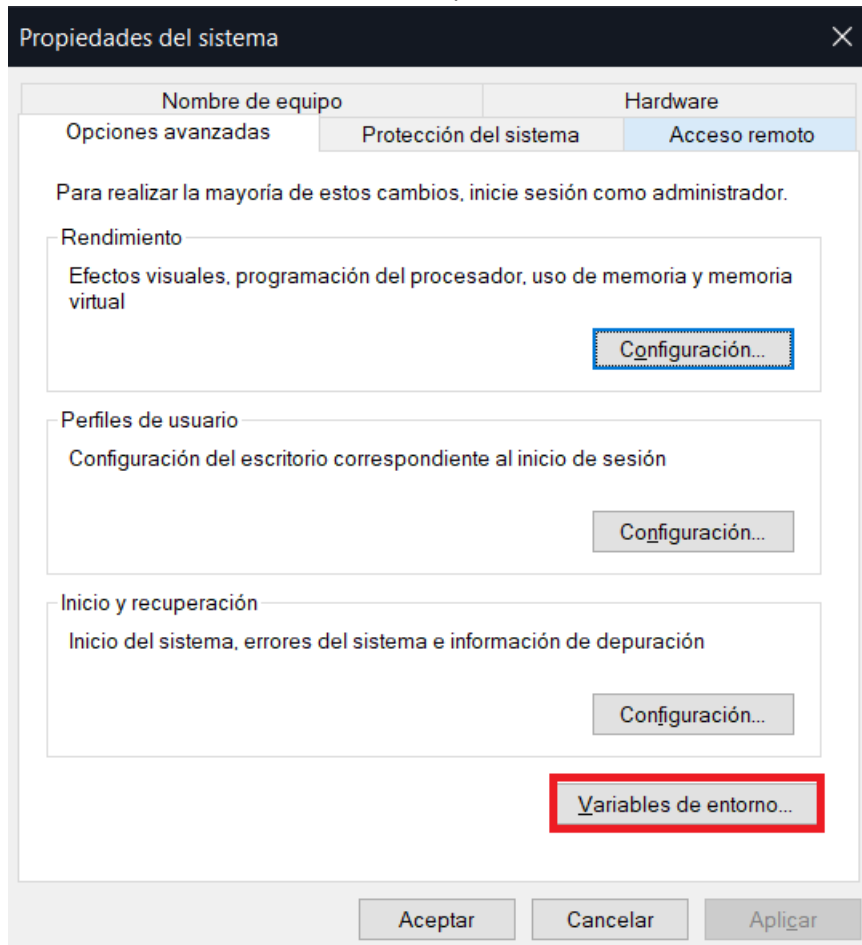 Propiedades del sistema
Nombre de equipo
Hardware
Opciones avanzadas
Protección del sistema
Acceso remoto
Para realizar la mayoría de estos cambios, inicie sesión como administrador.
Rendimiento
Efectos visuales, programación del procesador, uso de memoria y memoria
virtual
Configuración...
Perfiles de usuario
Configuración del escritorio correspondiente al inicio de sesión
Configuración...
Inicio y recuperación
Inicio del sistema, errores del sistema e información de depuración
Configuración...
Variables de entorno...
Aceptar
Cancelar
Aplicar